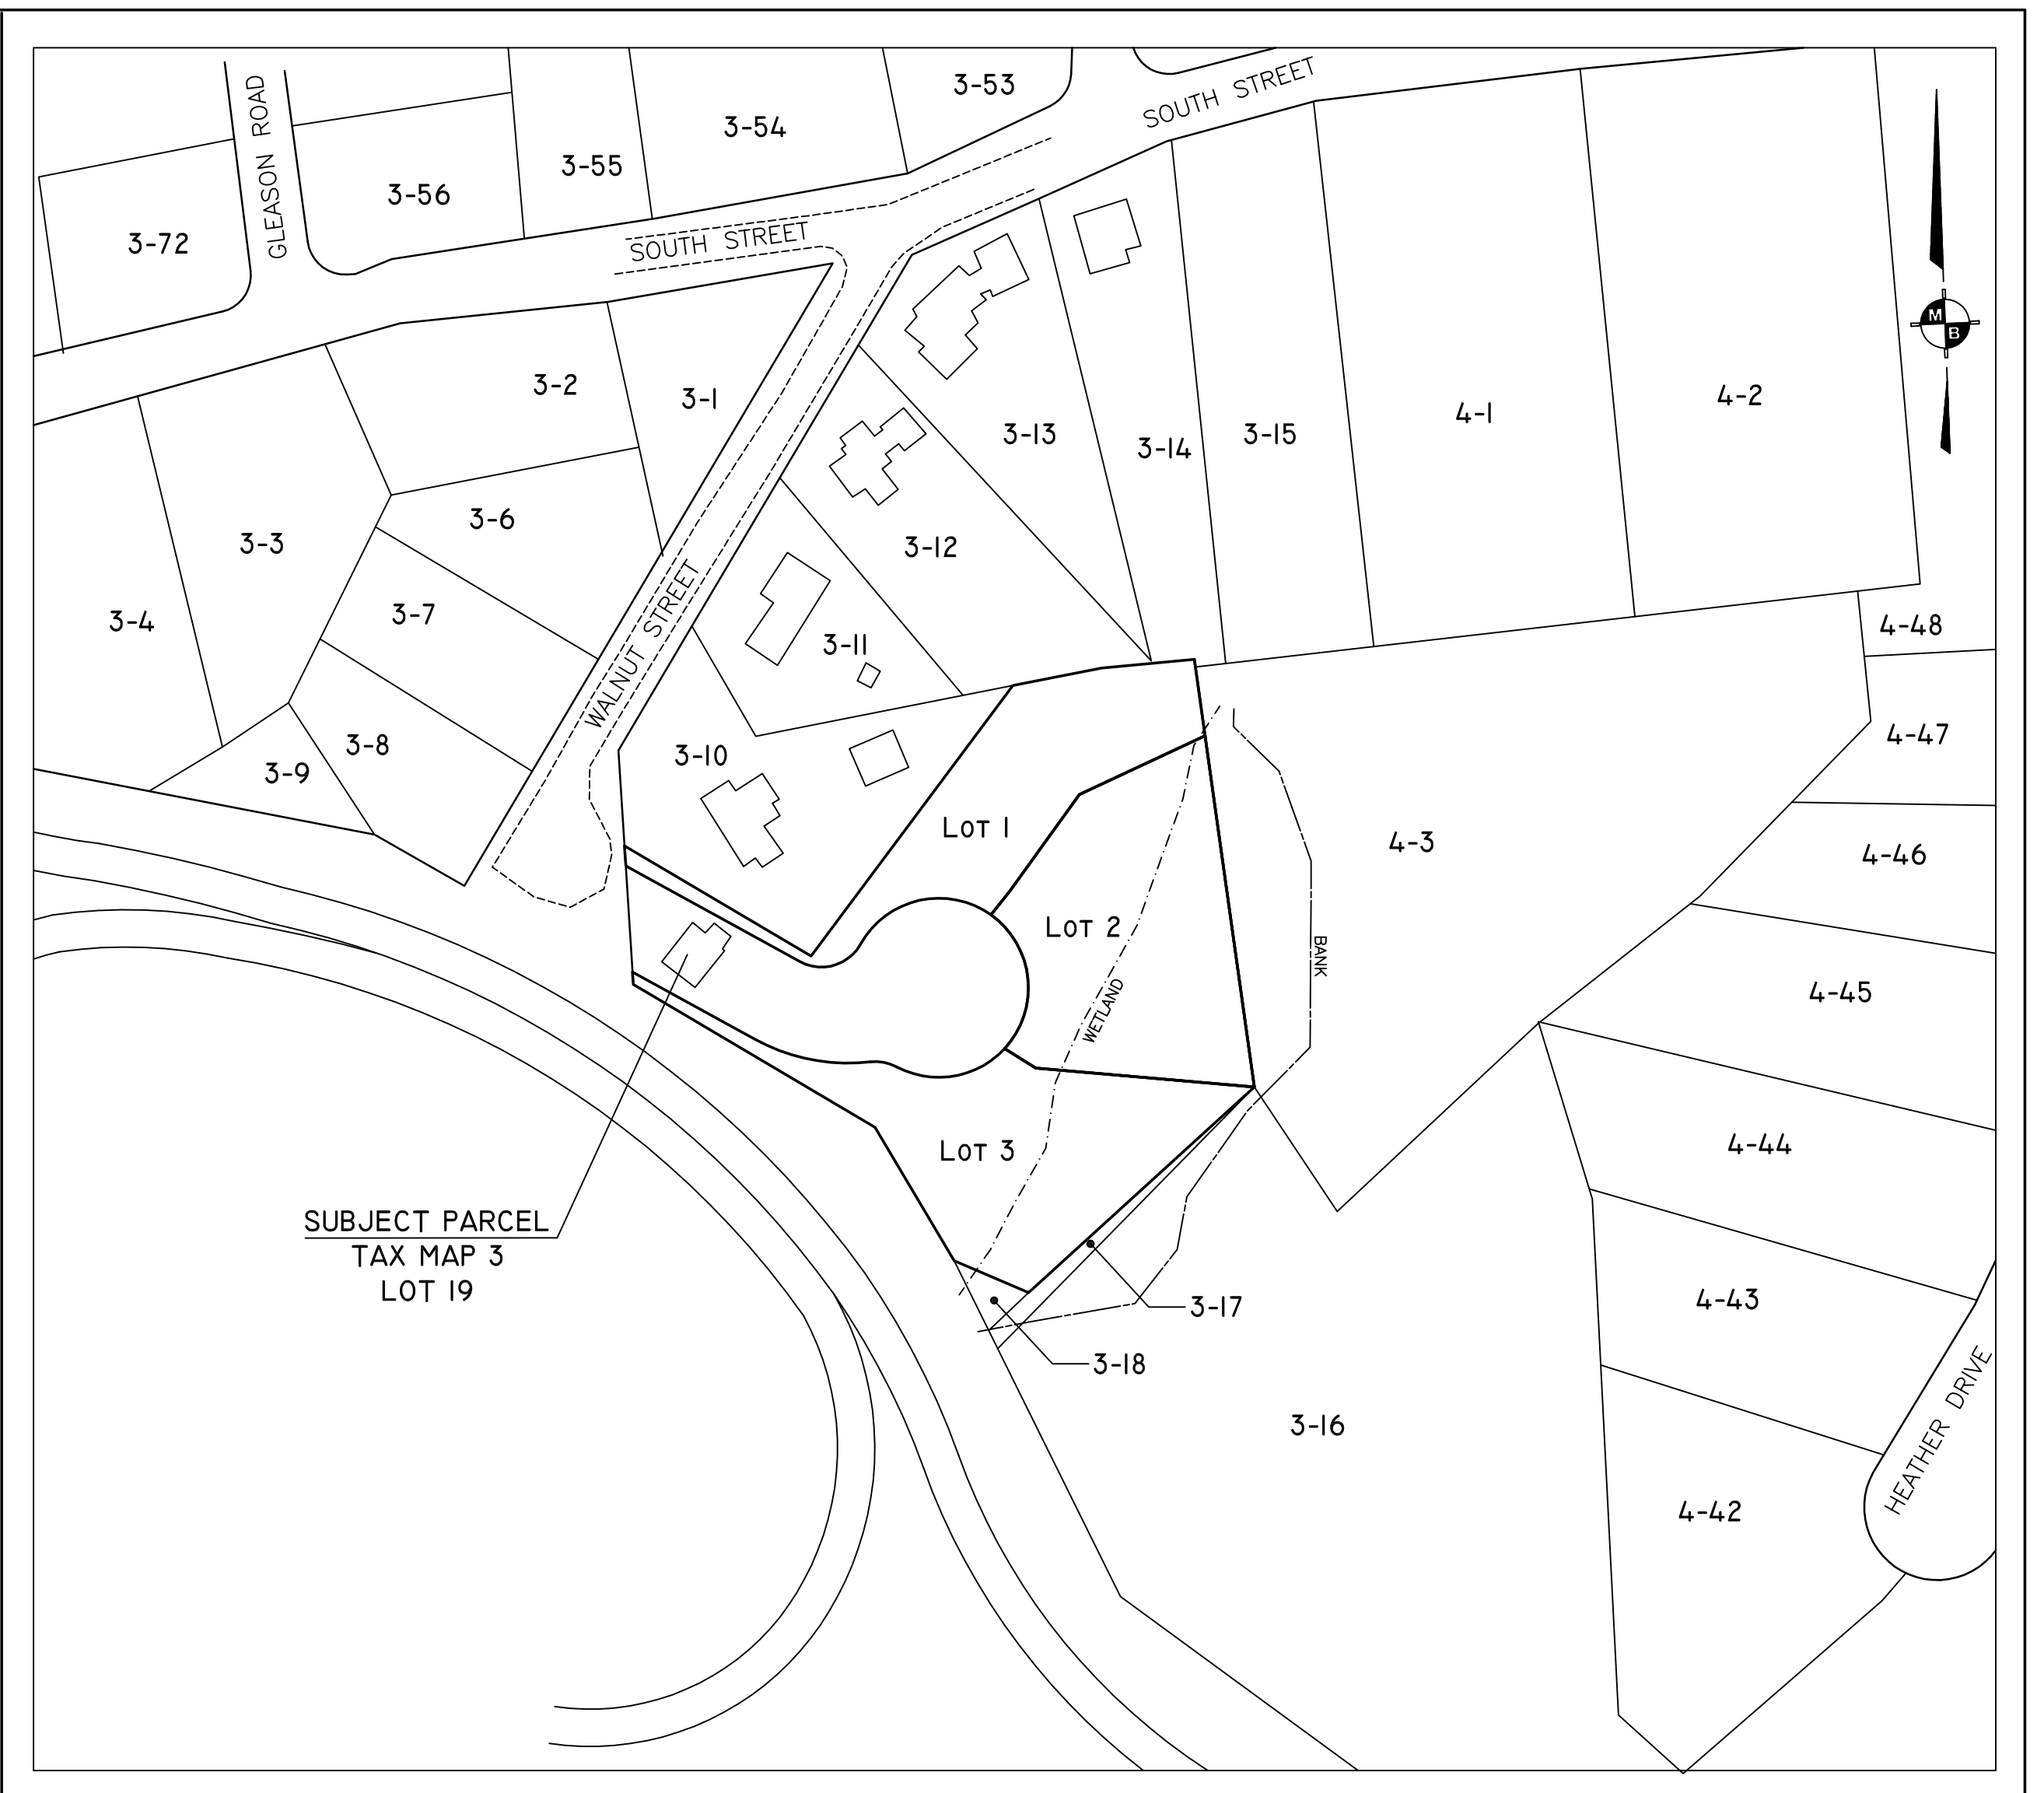 3-53
SOUTH STREET
3-54
GLEASON ROAD
3-55
3-56
3-72
SOUTH STREET
M
B
3-2
3-1
4-2
4-1
3-13
3-15
3-14
3-6
3-3
3-12
3-7
3-4
4-48
WALNUT STREET
3-11
4-47
3-8
3-10
3-9
LOT 1
4-3
4-46
LOT 2
BANK
4-45
WETLAND
LOT 3
4-44
SUBJECT PARCEL
TAX MAP 3
LOT 19
3-17
4-43
3-18
HEATHER DRIVE
3-16
4-42